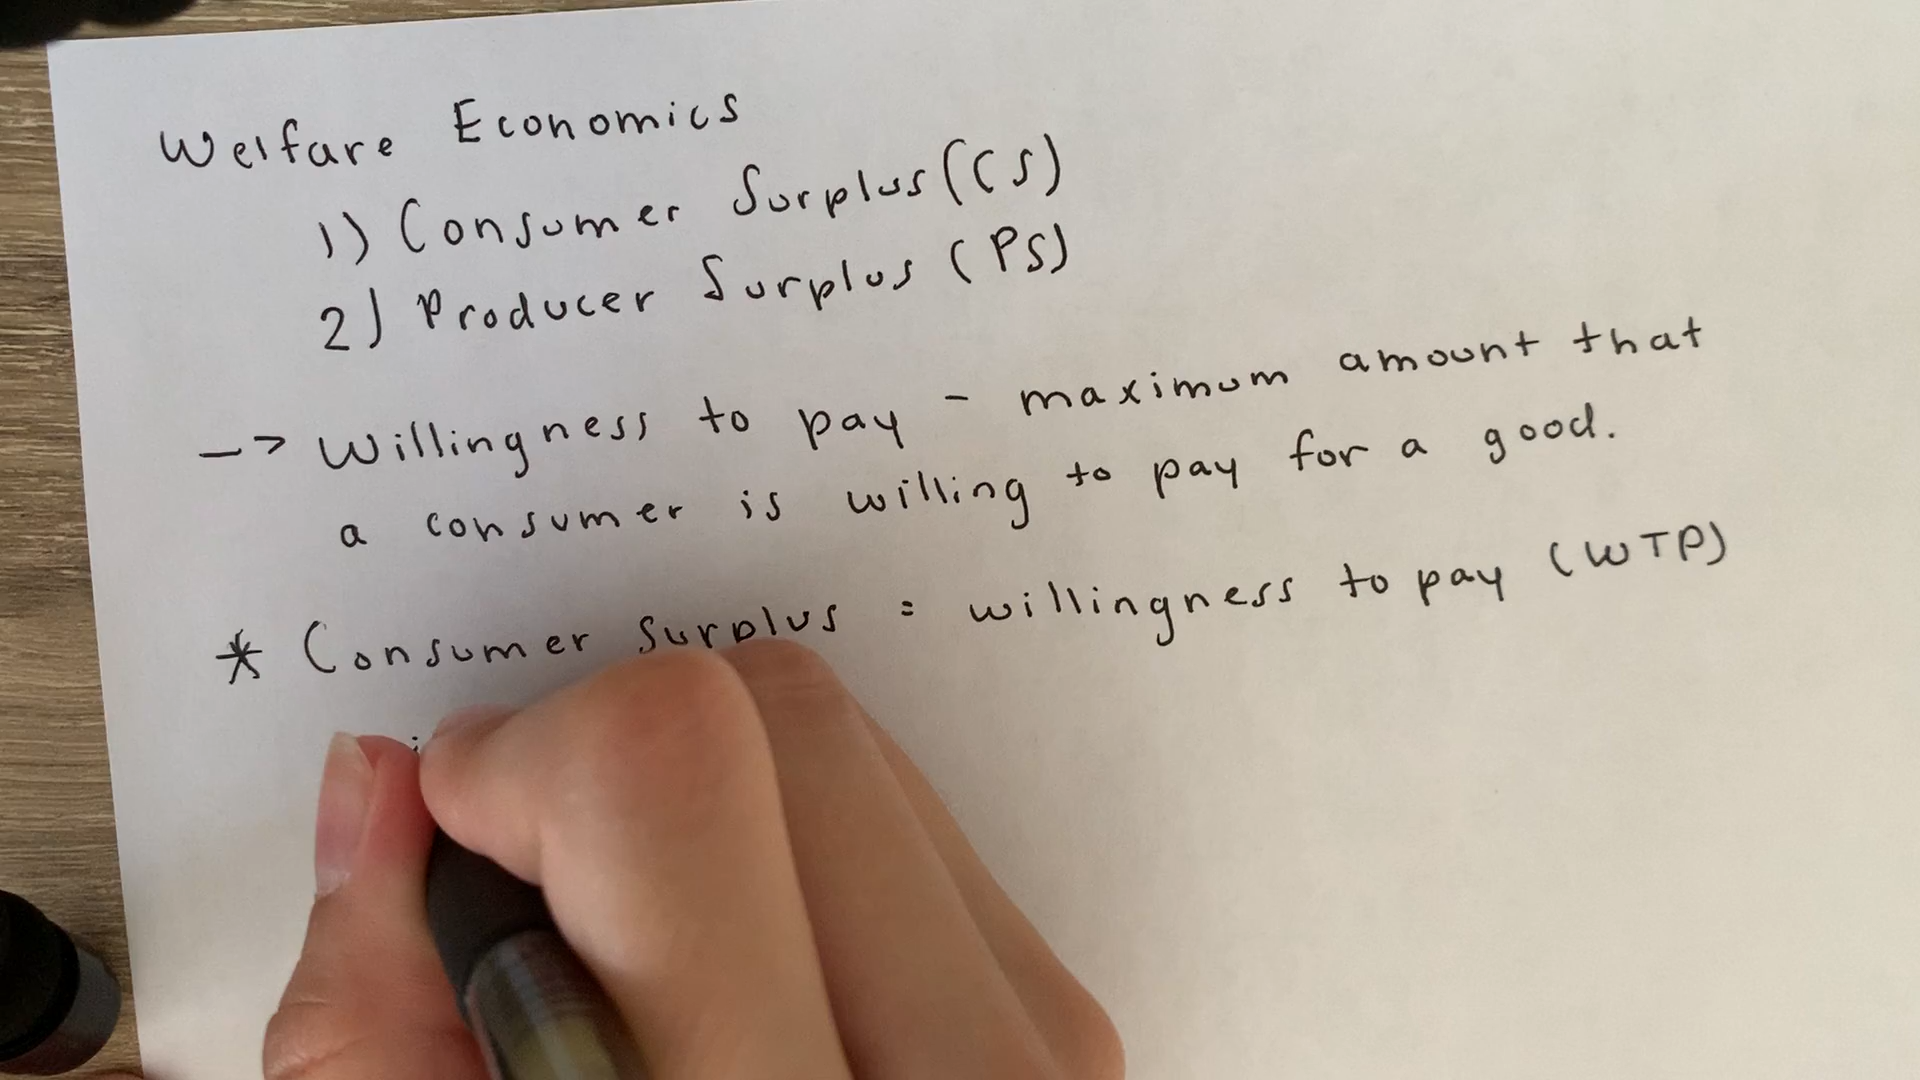 Welfare Economics
1) Consumer Surplus (CS)
2) Producer Surplus (PS)
-> Willingness to pay - maximum amount that
a consumer is willing to pay for a good.
* Consumer Surplus = willingness to pay (WTP)